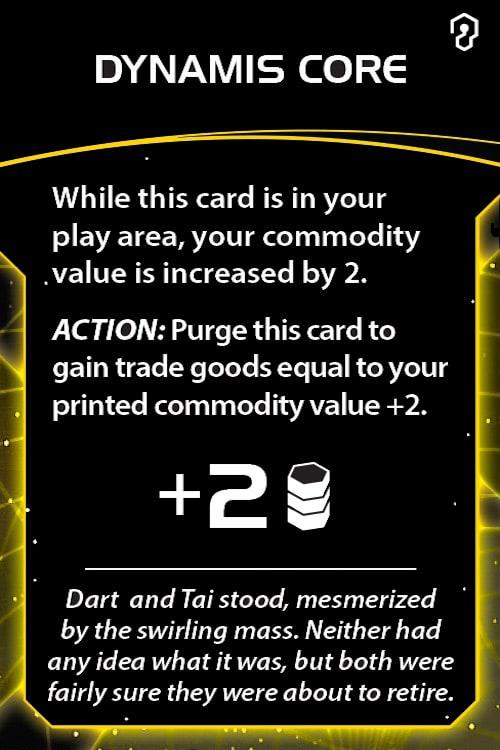 DYNAMIS CORE
While this card is in your
play area, your commodity
value is increased by 2.
ACTION: Purge this card to
gain trade goods equal to your
printed commodity value +2.
+2
Dart and Tai stood, mesmerized
by the swirling mass. Neither had
any idea what it was, but both were
fairly sure they were about to retire.